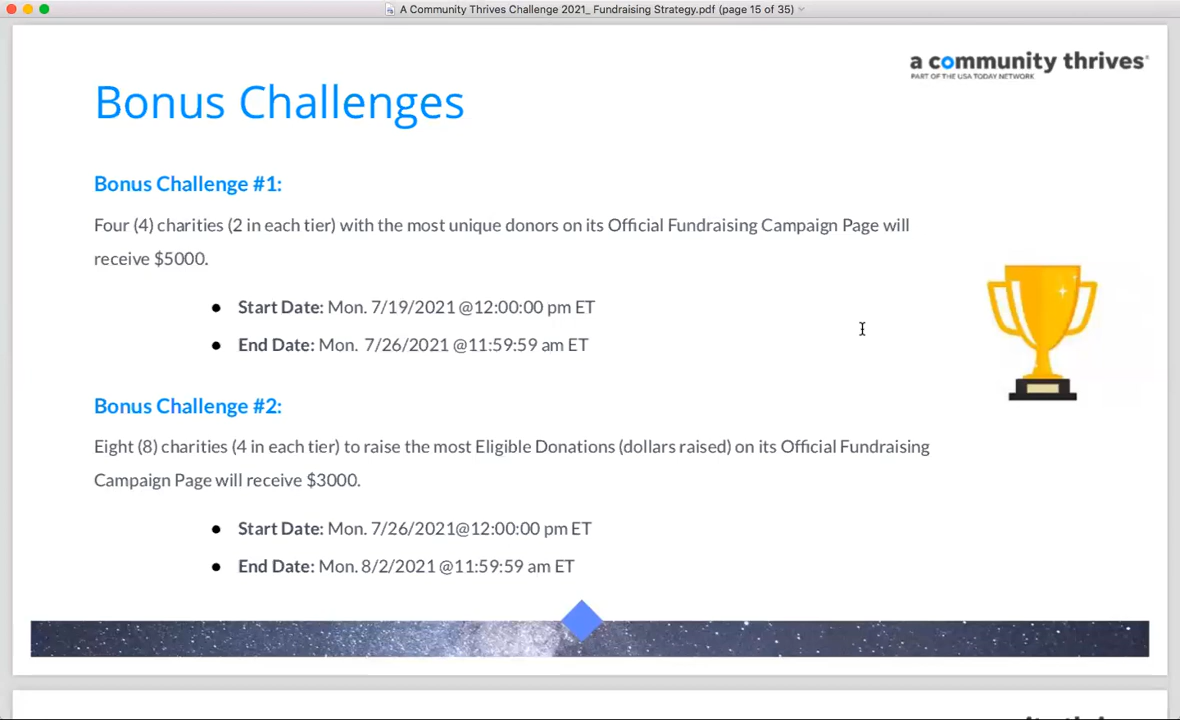 A Community Thrives Challenge 2021_ Fundraising Strategy.pdf (page 15 of 35)
a community thrives®
PART OF THE USA TODAY NETWORK
Bonus Challenges
Bonus Challenge #1:
Four (4) charities (2 in each tier) with the most unique donors on its Official Fundraising Campaign Page will
receive $5000.
● Start Date: Mon. 7/19/2021 @12:00:00 pm ET
● End Date: Mon. 7/26/2021 @11:59:59 am ET
Bonus Challenge #2:
Eight (8) charities (4 in each tier) to raise the most Eligible Donations (dollars raised) on its Official Fundraising
Campaign Page will receive $3000.
● Start Date: Mon. 7/26/2021@12:00:00 pm ET
● End Date: Mon. 8/2/2021 @11:59:59 am ET